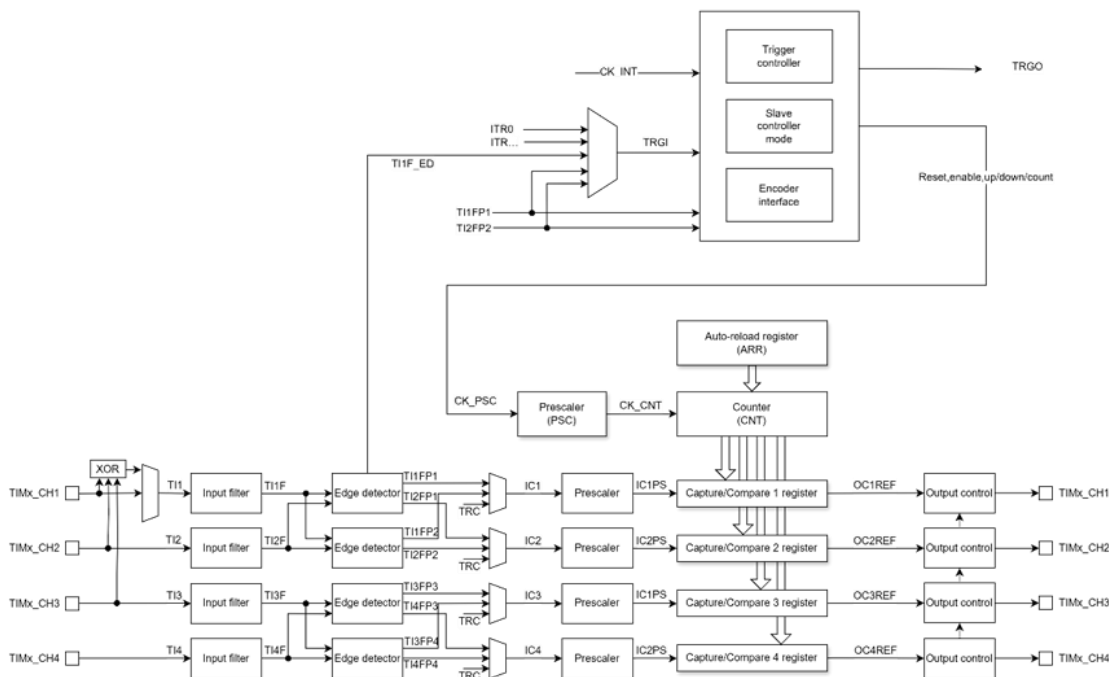 Trigger
controller
CK_INT
TRGO
Slave
controller
mode
ITR0
ITR...
TRGI
TI1F_ED
Reset,enable,up/down/count
Encoder
interface
TI1FP1
TI2FP2
Auto-reload register
(ARR)
CK_PSC
Prescaler
(PSC)
CK_CNT
Counter
(CNT)
XOR
TIMx_CH1
TI1
Input filter
TI1F
Edge detector
TI1FP1
TI2FP1
TRC
IC1
Prescaler
IC1PS
Capture/Compare 1 register
OC1REF
Output control
TIMx_CH1
TIMx_CH2
TI2
Input filter
TI2F
Edge detector
TI1FP2
TI2FP2
TRC
IC2
Prescaler
IC2PS
Capture/Compare 2 register
OC2REF
Output control
TIMx_CH2
TIMx_CH3
TI3
Input filter
TI3F
Edge detector
TI3FP3
TI4FP3
TRC
IC3
Prescaler
IC1PS
Capture/Compare 3 register
OC3REF
Output control
TIMx_CH3
TIMx_CH4
TI4
Input filter
TI4F
Edge detector
TI3FP4
TI4FP4
TRC
IC4
Prescaler
IC2PS
Capture/Compare 4 register
OC4REF
Output control
TIMx_CH4